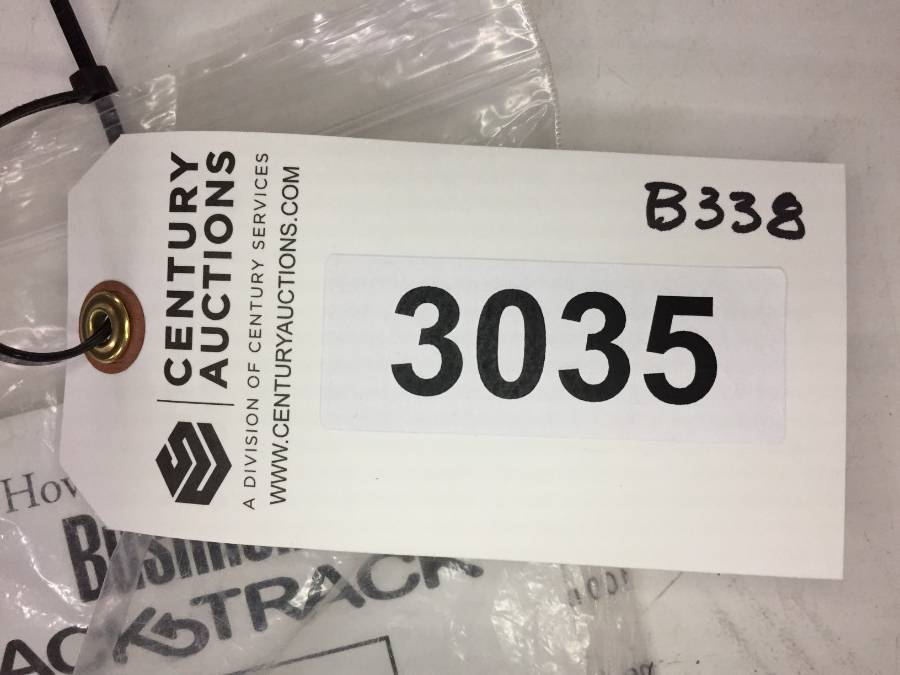 CENTURY
AUCTIONS
A DIVISION OF CENTURY SERVICES
WWW.CENTURYAUCTIONS.COM
B338
3035
TRACK